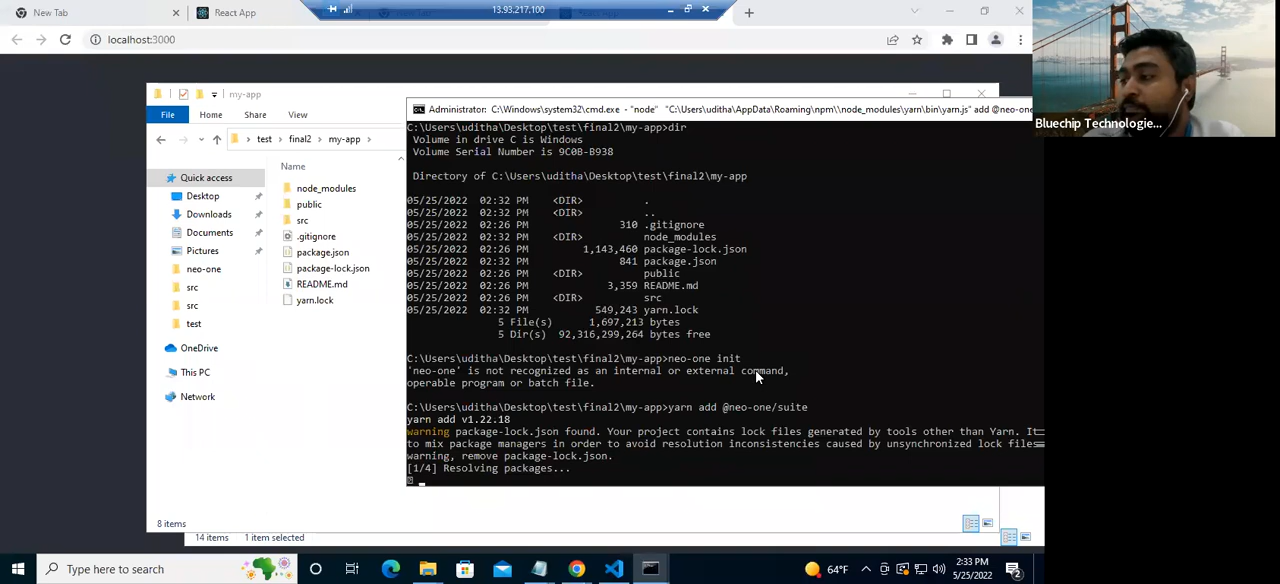 New Tab
React App
13.93.217.100
localhost:3000
my-app
File
Home
Share
View
test
final2
my-app
Quick access
Desktop
Downloads
Documents
Pictures
neo-one
src
src
test
OneDrive
This PC
Network
Name
node_modules
public
src
.gitignore
package.json
package-lock.json
README.md
yarn.lock
8 items
14 items
1 item selected
Administrator: C:\Windows\system32\cmd.exe - "node" "C:\Users\uditha\AppData\Roaming\npm\\node_modules\yarn\bin\yarn.js" add @neo-one
C:\Users\uditha\Desktop\test\final2\my-app>dir
Volume in drive C is Windows
Volume Serial Number is 9C0B-B938
Directory of C:\Users\uditha\Desktop\test\final2\my-app
05/25/2022 02:32 PM <DIR> .
05/25/2022 02:32 PM <DIR> ..
05/25/2022 02:26 PM 310 .gitignore
05/25/2022 02:32 PM <DIR> node_modules
05/25/2022 02:26 PM 1,143,460 package-lock.json
05/25/2022 02:26 PM 841 package.json
05/25/2022 02:26 PM <DIR> public
05/25/2022 02:26 PM 3,359 README.md
05/25/2022 02:26 PM <DIR> src
05/25/2022 02:32 PM 549,243 yarn.lock
5 File(s) 1,697,213 bytes
5 Dir(s) 92,316,299,264 bytes free
C:\Users\uditha\Desktop\test\final2\my-app>neo-one init
'neo-one' is not recognized as an internal or external command,
operable program or batch file.
C:\Users\uditha\Desktop\test\final2\my-app>yarn add @neo-one/suite
yarn add v1.22.18
warning package-lock.json found. Your project contains lock files generated by tools other than Yarn. It
to mix package managers in order to avoid resolution inconsistencies caused by unsynchronized lock files
warning, remove package-lock.json.
[1/4] Resolving packages...
Bluechip Technologie...
Type here to search
64°F
2:33 PM
5/25/2022
2